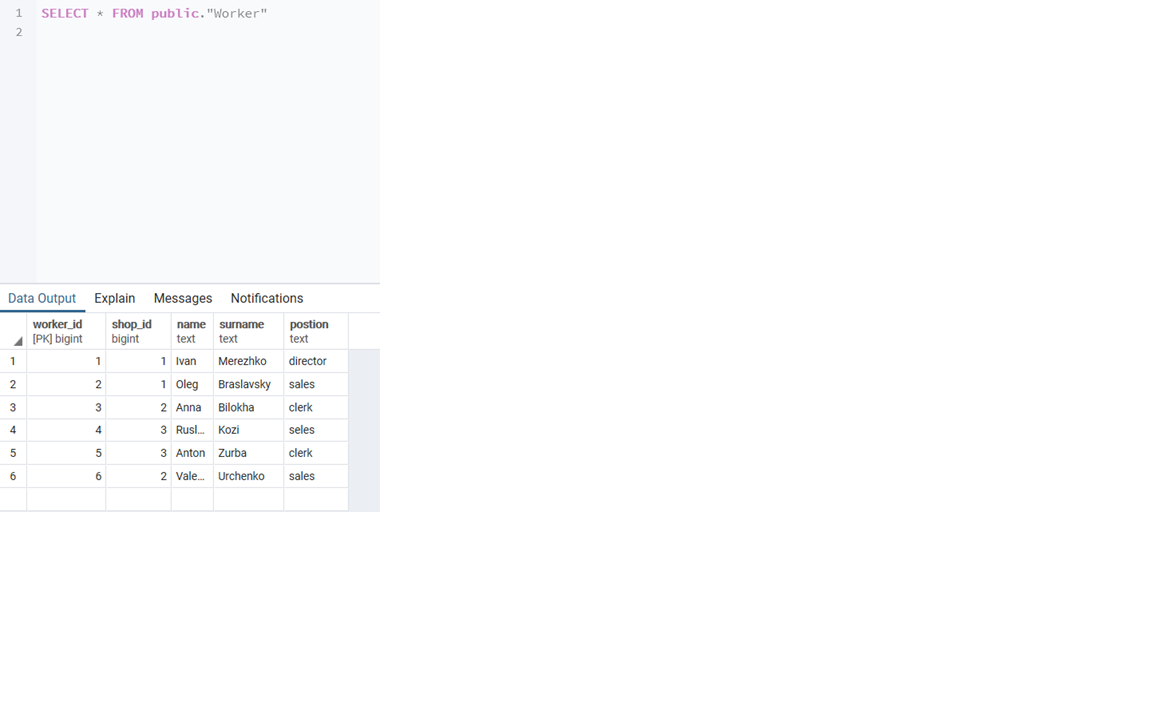 1 SELECT * FROM public."Worker"
2
Data Output Explain Messages Notifications
worker_id shop_id name surname postion
[PK] bigint bigint text text text
1 1 1 Ivan Merezhko director
2 2 1 Oleg Braslavsky sales
3 3 2 Anna Bilokha clerk
4 4 3 Rusl... Kozi seles
5 5 3 Anton Zurba clerk
6 6 2 Vale... Urchenko sales